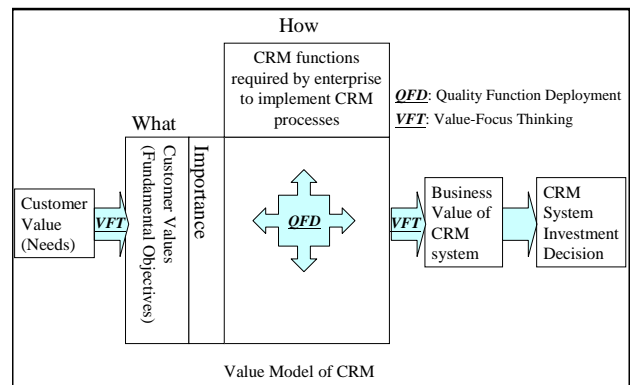 How
CRM functions
required by enterprise
to implement CRM
processes
QFD: Quality Function Deployment
VFT: Value-Focus Thinking
What
Customer Values
(Fundamental Objectives)
Importance
Customer
Value
(Needs)
VFT
QFD
VFT
Business
Value of
CRM
system
CRM
System
Investment
Decision
Value Model of CRM